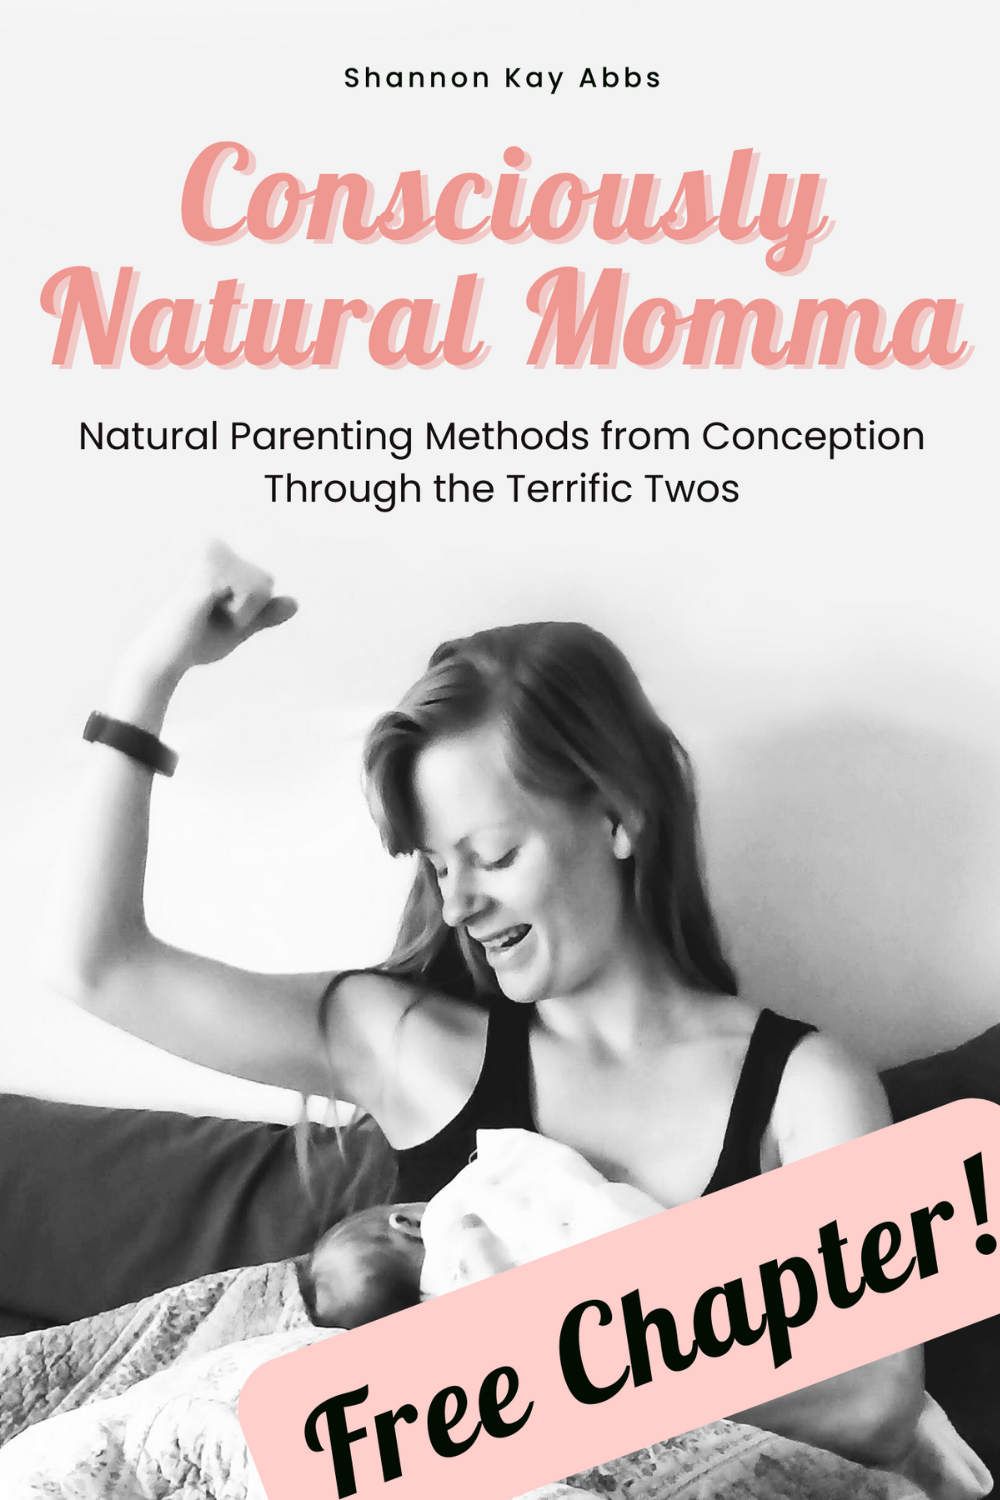 Shannon Kay Abbs
Consciously
Natural Momma
Natural Parenting Methods from Conception
Through the Terrific Twos
Free Chapter!